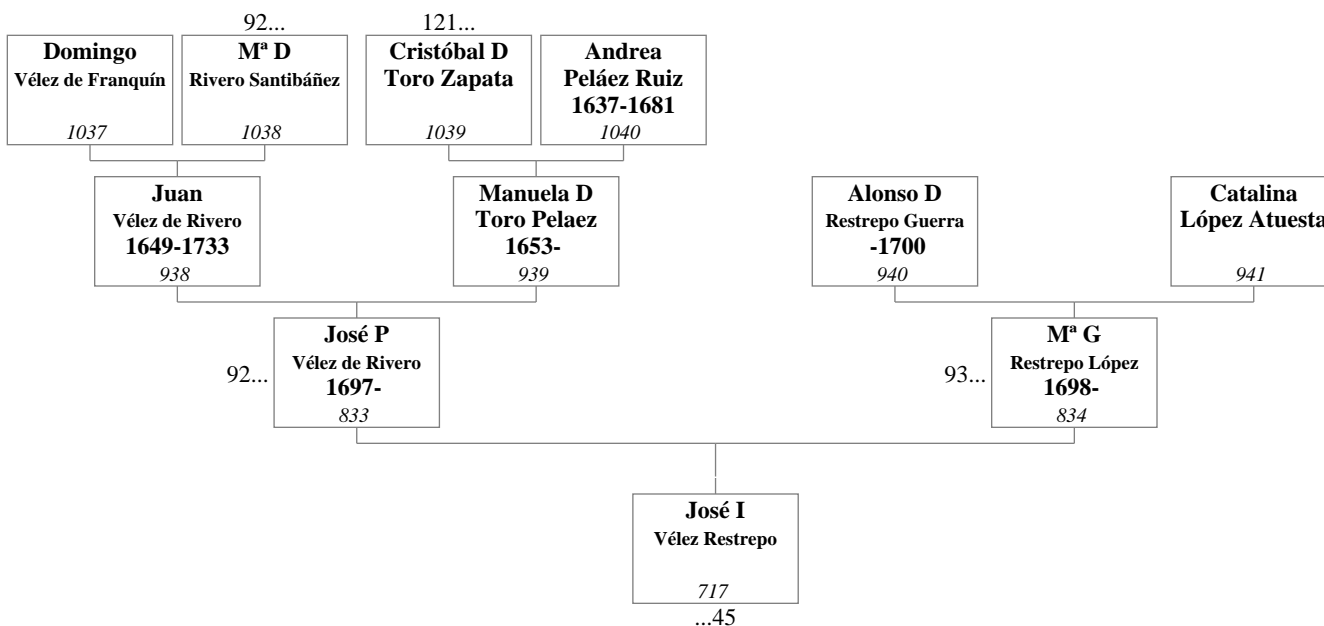 92...
121...
Domingo
Vélez de Franquín
1037
Mª D
Rivero Santibáñez
1038
Cristóbal D
Toro Zapata
1039
Andrea
Peláez Ruiz
1637-1681
1040
Juan
Vélez de Rivero
1649-1733
938
Manuela D
Toro Pelaez
1653-
939
Alonso D
Restrepo Guerra
-1700
940
Catalina
López Atuesta
941
92...
José P
Vélez de Rivero
1697-
833
93...
Mª G
Restrepo López
1698-
834
José I
Vélez Restrepo
717
...45